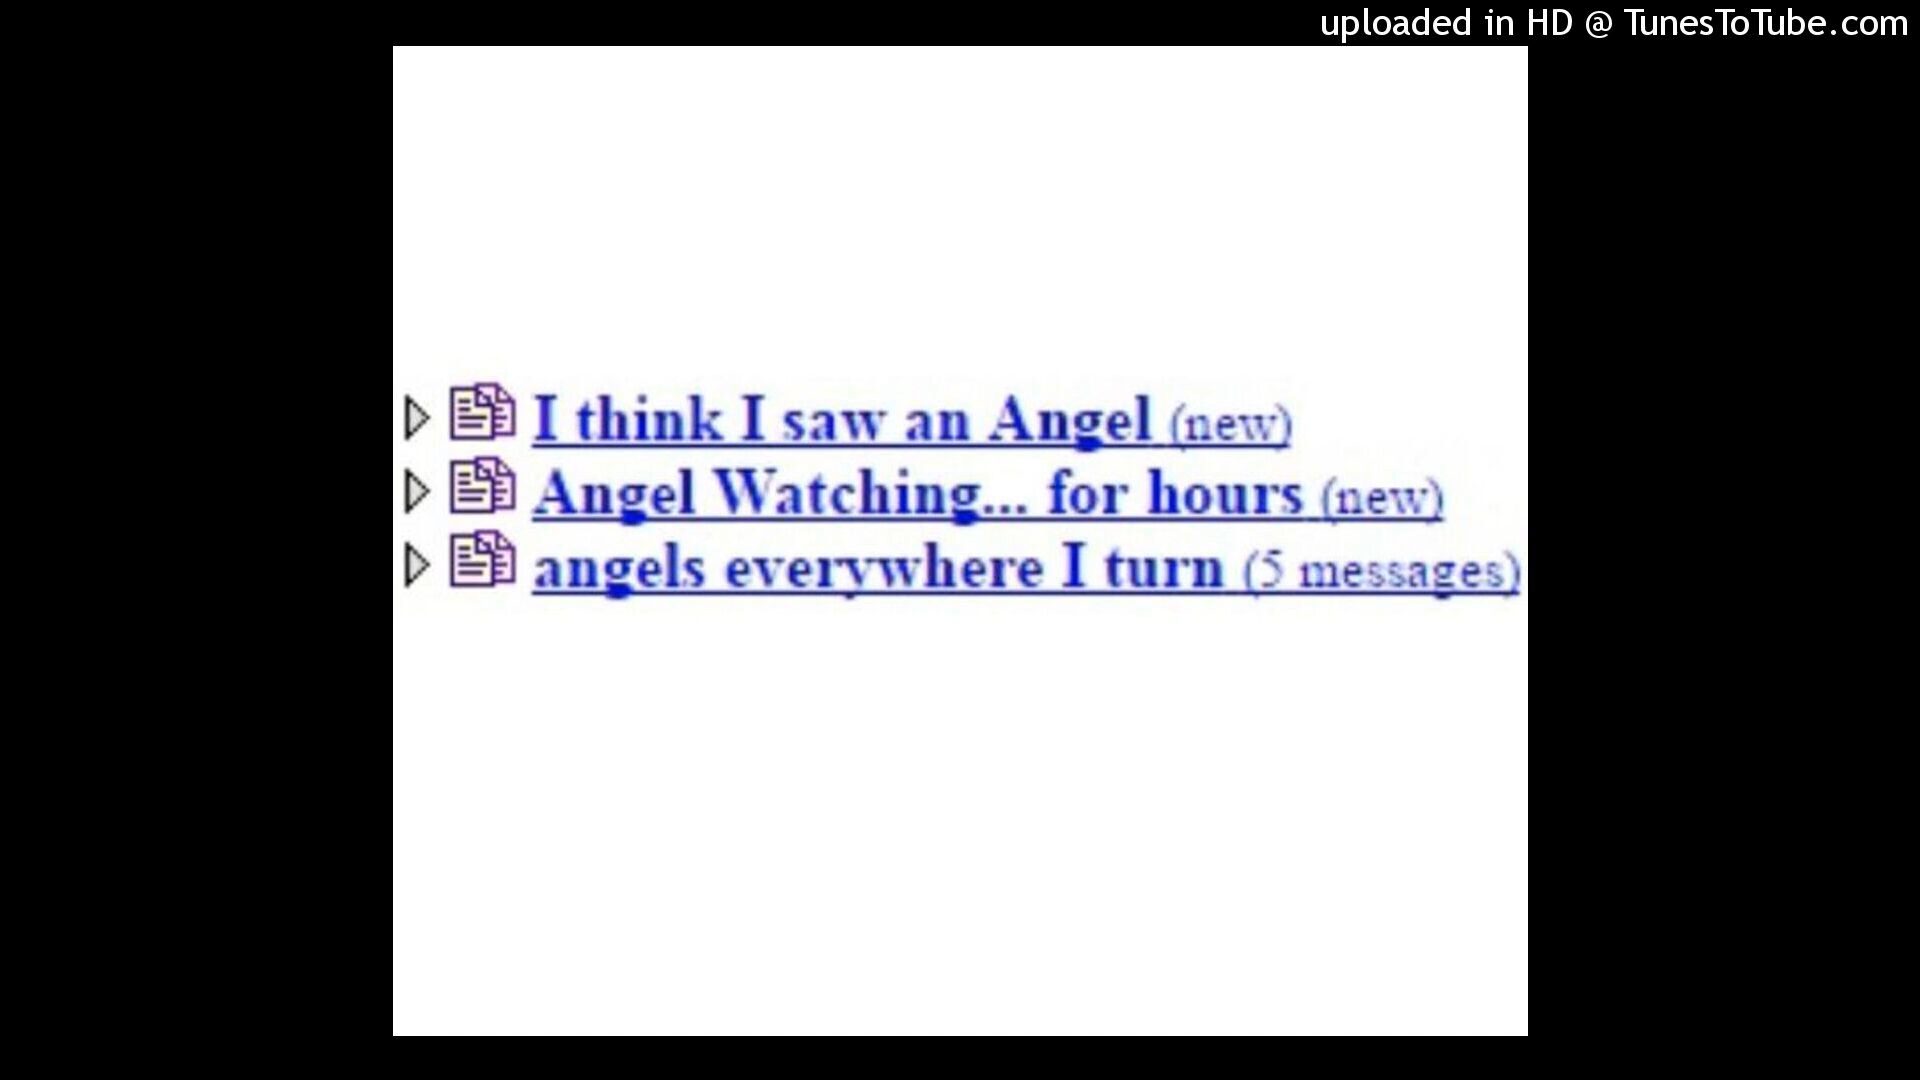 uploaded in HD @ TunesToTube.com
I think I saw an Angel (new)
Angel Watching... for hours (new)
angels everywhere I turn (5 messages)